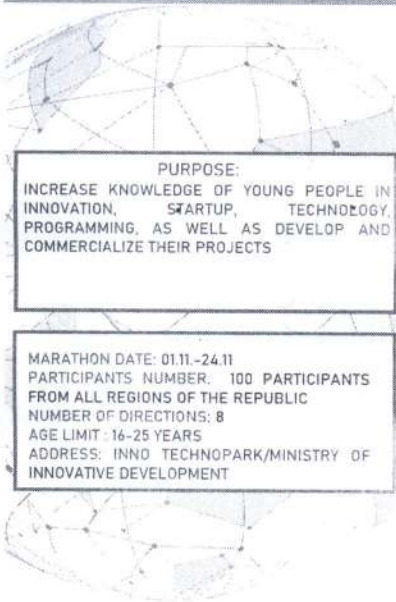 PURPOSE:
INCREASE KNOWLEDGE OF YOUNG PEOPLE IN
INNOVATION, STARTUP, TECHNOLOGY,
PROGRAMMING, AS WELL AS DEVELOP AND
COMMERCIALIZE THEIR PROJECTS
MARATHON DATE: 01.11.-24.11
PARTICIPANTS NUMBER: 100 PARTICIPANTS
FROM ALL REGIONS OF THE REPUBLIC
NUMBER OF DIRECTIONS: 8
AGE LIMIT : 16-25 YEARS
ADDRESS: INNO TECHNOPARK/MINISTRY OF
INNOVATIVE DEVELOPMENT